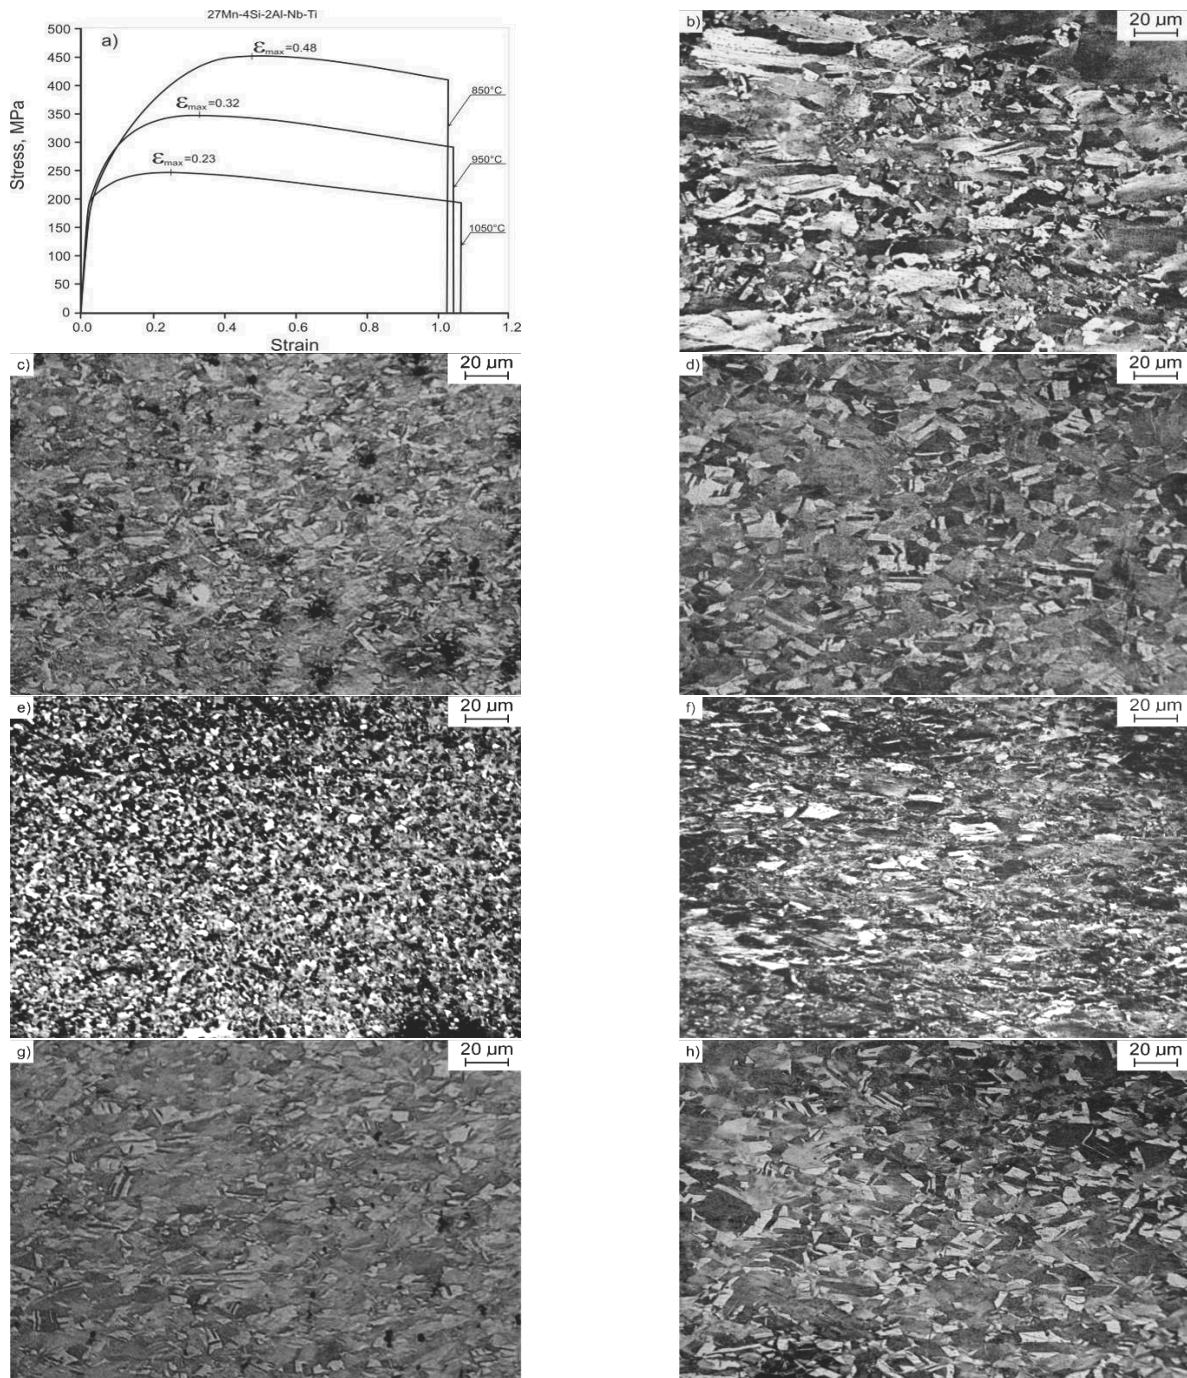 27Mn-4Si-2Al-Nb-Ti
a)
Stress, MPa
500
450
400
350
300
250
200
150
100
50
0
εmax=0.48
εmax=0.32
εmax=0.23
850°C
950°C
1050°C
0.0 0.2 0.4 0.6 0.8 1.0 1.2
Strain
b) 20 µm
c) 20 µm
d) 20 µm
e) 20 µm
f) 20 µm
g) 20 µm
h) 20 µm